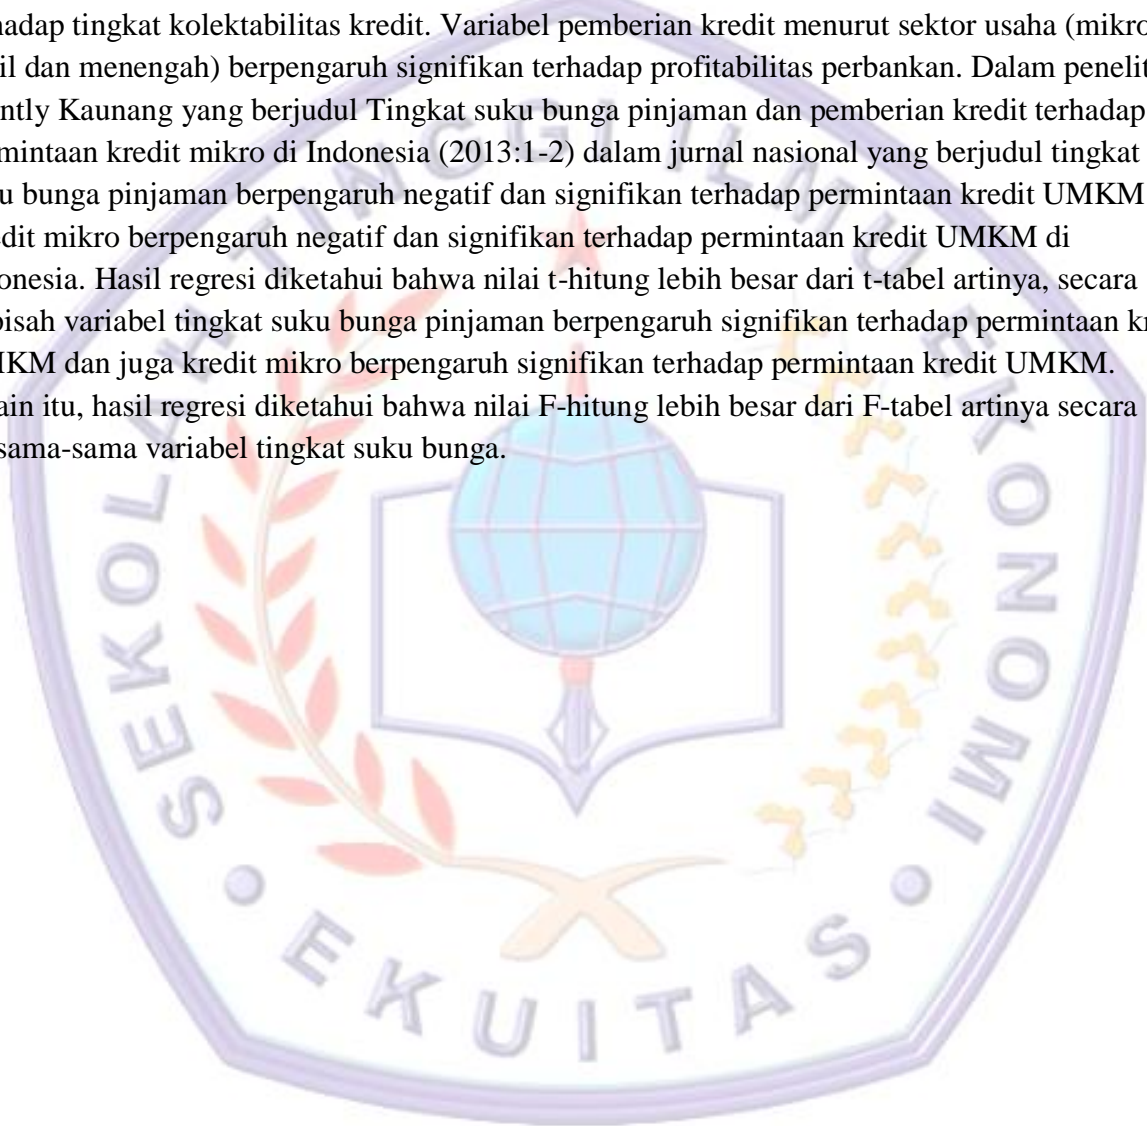 hadap tingkat kolektabilitas kredit. Variabel pemberian kredit menurut sektor usaha (mikro
il dan menengah) berpengaruh signifikan terhadap profitabilitas perbankan. Dalam penelit
ntly Kaunang yang berjudul Tingkat suku bunga pinjaman dan pemberian kredit terhadap
mintaan kredit mikro di Indonesia (2013:1-2) dalam jurnal nasional yang berjudul tingkat
u bunga pinjaman berpengaruh negatif dan signifikan terhadap permintaan kredit UMKM
edit mikro berpengaruh negatif dan signifikan terhadap permintaan kredit UMKM di
onesia. Hasil regresi diketahui bahwa nilai t-hitung lebih besar dari t-tabel artinya, secara
pisah variabel tingkat suku bunga pinjaman berpengaruh signifikan terhadap permintaan kr
MKM dan juga kredit mikro berpengaruh signifikan terhadap permintaan kredit UMKM.
ain itu, hasil regresi diketahui bahwa nilai F-hitung lebih besar dari F-tabel artinya secara
sama-sama variabel tingkat suku bunga.
SEKOLAH TINGGI ILMU EKONOMI
• EKUITAS •